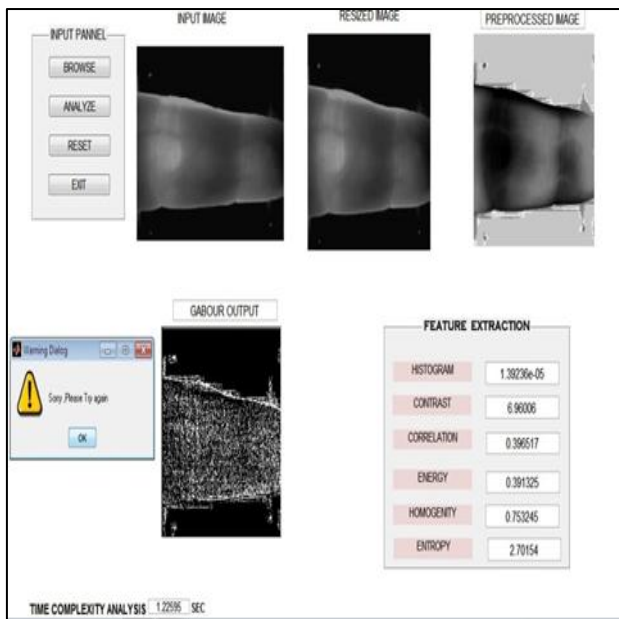 INPUT IMAGE
RESIZED IMAGE
PREPROCESSED IMAGE
INPUT PANNEL
BROWSE
ANALYZE
RESET
EXIT
GABOUR OUTPUT
Warning Dialog
Sorry ,Please Try again
OK
FEATURE EXTRACTION
HISTOGRAM 1.39236e-05
CONTRAST 6.96006
CORRELATION 0.396517
ENERGY 0.391325
HOMOGENITY 0.753245
ENTROPY 2.70154
TIME COMPLEXITY ANALYSIS 1.22595 SEC